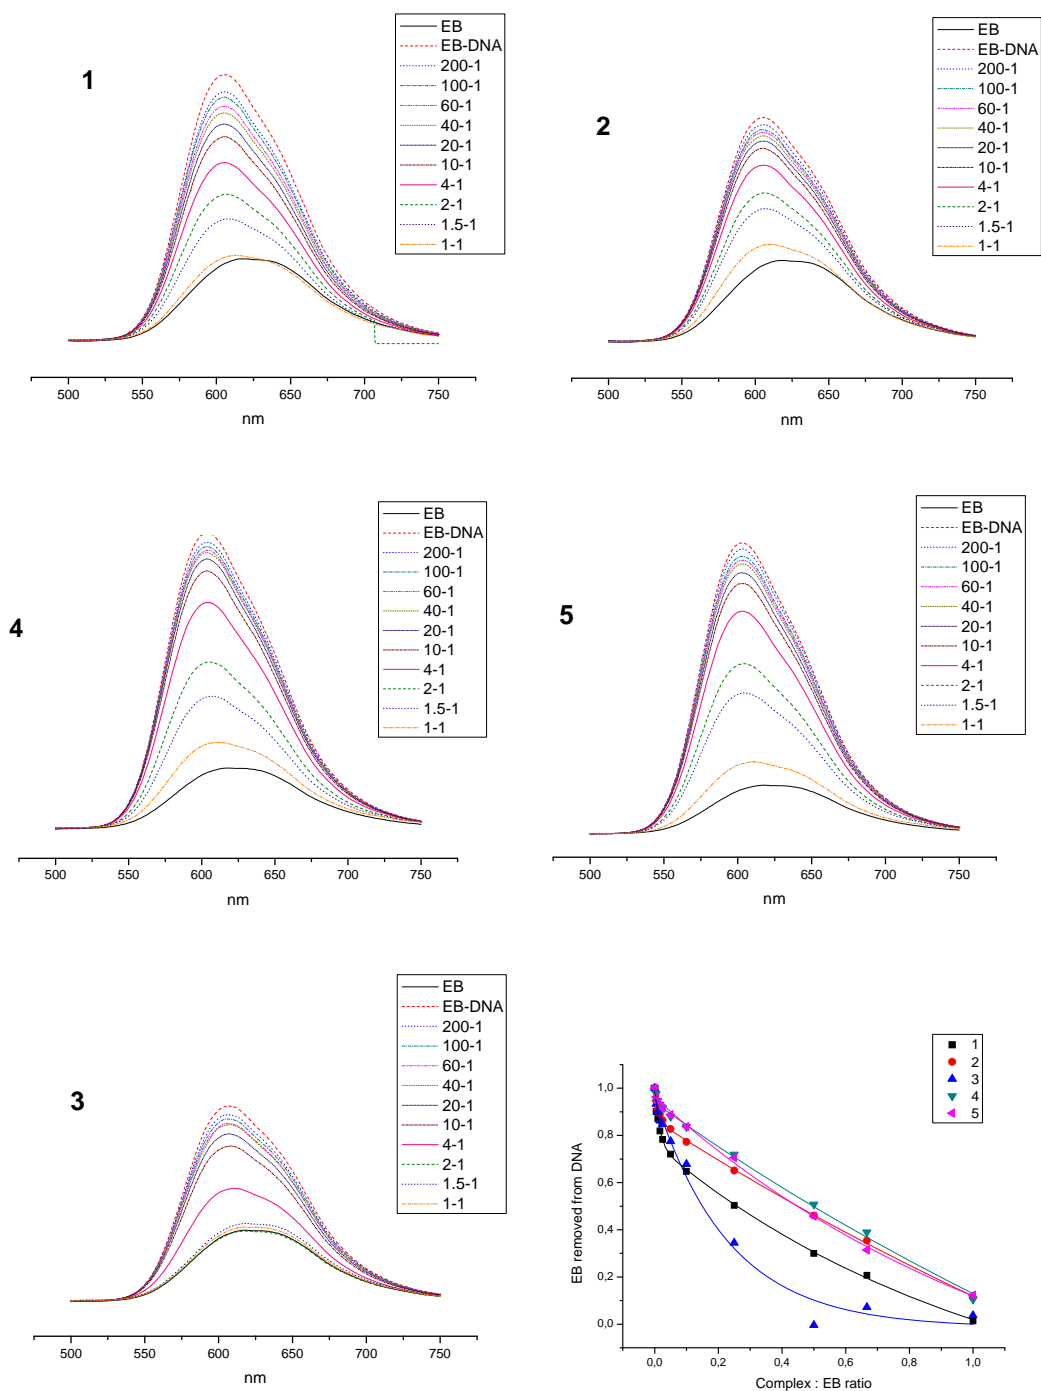 1
EB
EB-DNA
200-1
100-1
60-1
40-1
20-1
10-1
4-1
2-1
1.5-1
1-1
500 550 600 650 700 750
nm
2
EB
EB-DNA
200-1
100-1
60-1
40-1
20-1
10-1
4-1
2-1
1.5-1
1-1
500 550 600 650 700 750
nm
4
EB
EB-DNA
200-1
100-1
60-1
40-1
20-1
10-1
4-1
2-1
1.5-1
1-1
500 550 600 650 700 750
nm
5
EB
EB-DNA
200-1
100-1
60-1
40-1
20-1
10-1
4-1
2-1
1.5-1
1-1
500 550 600 650 700 750
nm
3
EB
EB-DNA
200-1
100-1
60-1
40-1
20-1
10-1
4-1
2-1
1.5-1
1-1
500 550 600 650 700 750
nm
1
2
3
4
5
EB removed from DNA
1,0
0,8
0,6
0,4
0,2
0,0
0,0 0,2 0,4 0,6 0,8 1,0
Complex : EB ratio